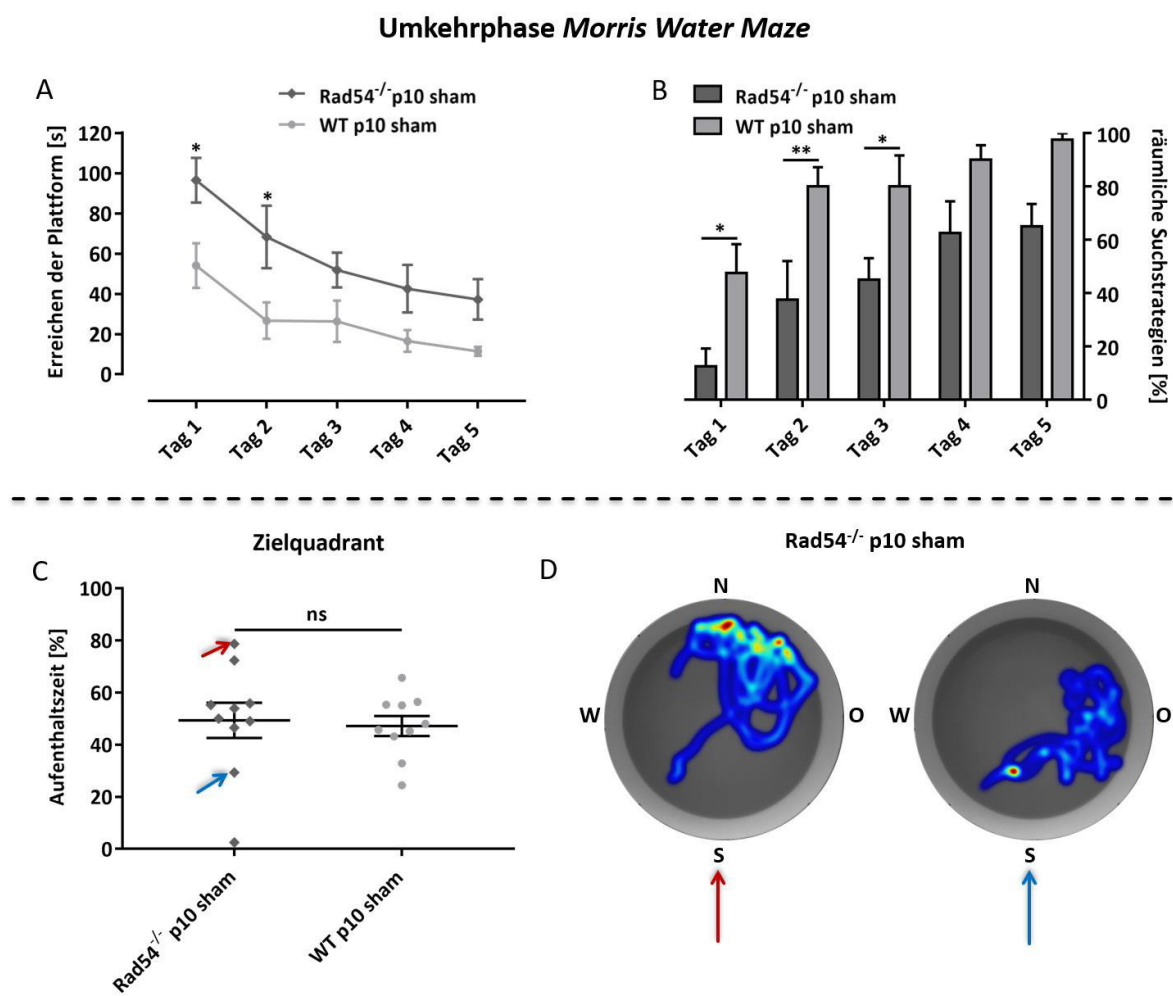 Umkehrphase Morris Water Maze
A
Rad54-/- p10 sham
WT p10 sham
Erreichen der Plattform [s]
120
100
80
60
40
20
0
*
*
Tag 1
Tag 2
Tag 3
Tag 4
Tag 5
B
Rad54-/- p10 sham
WT p10 sham
*
**
*
100
80
60
40
20
0
räumliche Suchstrategien [%]
Tag 1
Tag 2
Tag 3
Tag 4
Tag 5
Zielquadrant
C
Aufenthaltszeit [%]
100
80
60
40
20
0
ns
Rad54-/- p10 sham
WT p10 sham
Rad54-/- p10 sham
D
N
W
O
S
N
W
O
S